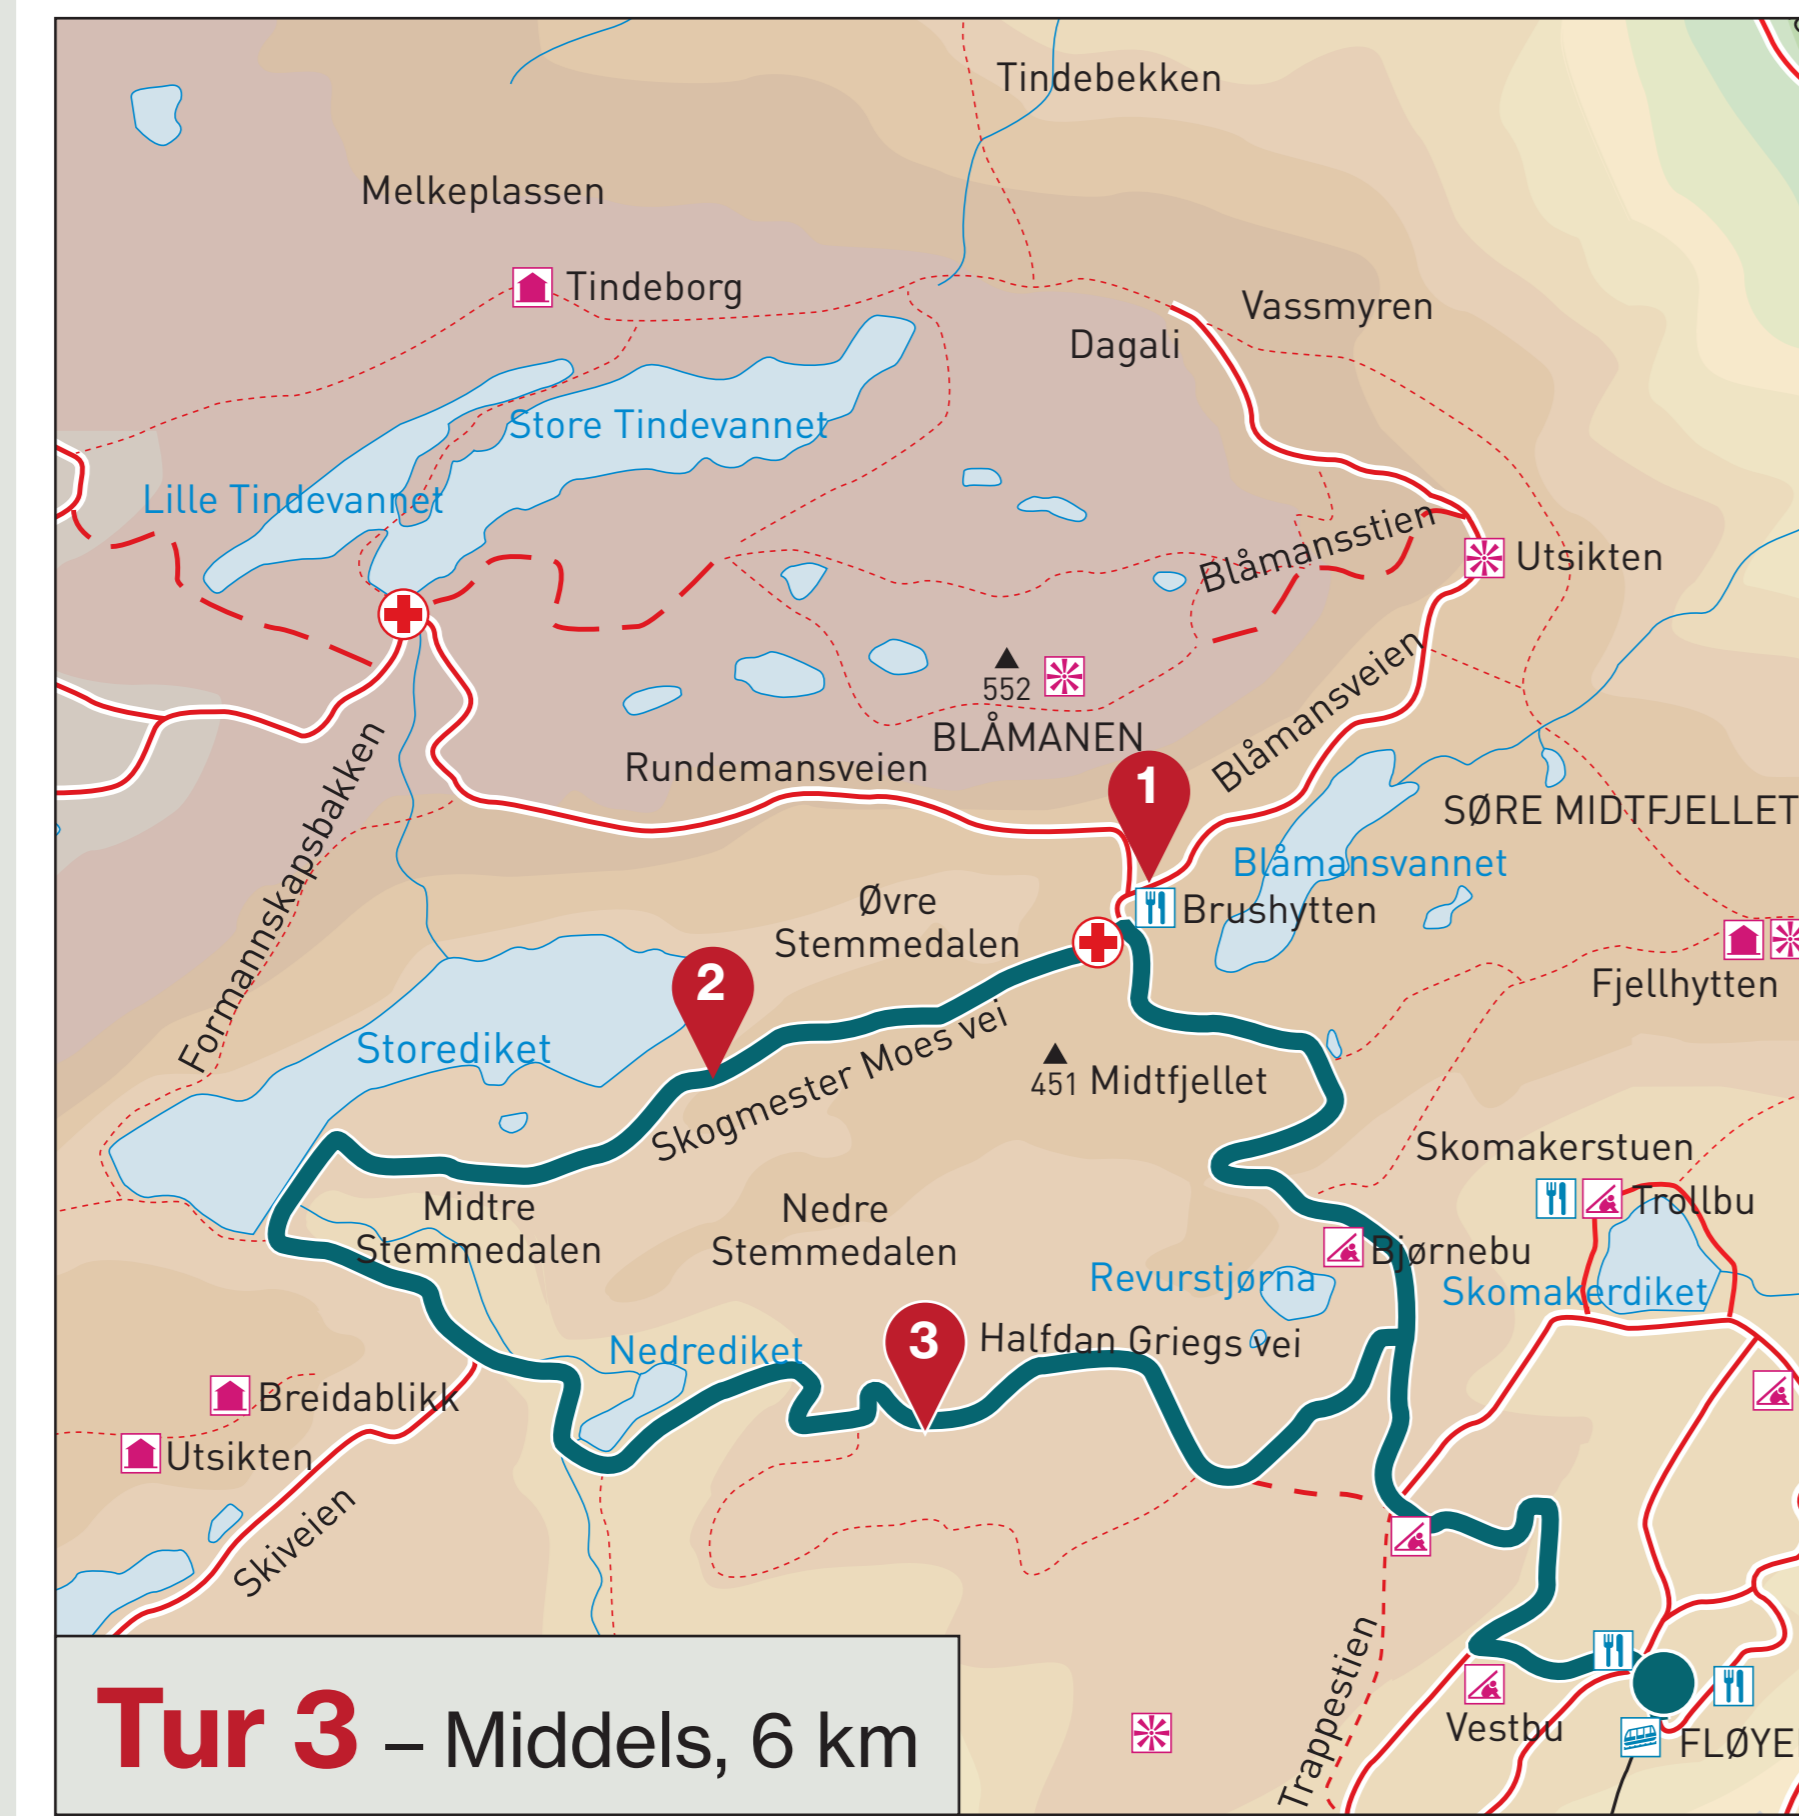 Tindebekken
Melkeplassen
Tindeborg
Vassmyren
Dagali
Store Tindevannet
Lille Tindevannet
Blåmansstien
Utsikten
552
BLÅMANEN
Blåmansveien
Rundemansveien
1
SØRE MIDTFJELLET
Formannskapsbakken
Blåmansvannet
Øvre
Stemmedalen
Brushytten
2
Fjellhytten
Storediket
Skogmester Moes vei
451 Midtfjellet
Skomakerstuen
Midtre
Stemmedalen
Nedre
Stemmedalen
Trollbu
Bjørnebu
Revurstjørna
Skomakerdiket
3
Nedrediket
Halfdan Griegs vei
Breidablikk
Utsikten
Skiveien
Trappestien
Vestbu
FLØYE
Tur 3 – Middels, 6 km